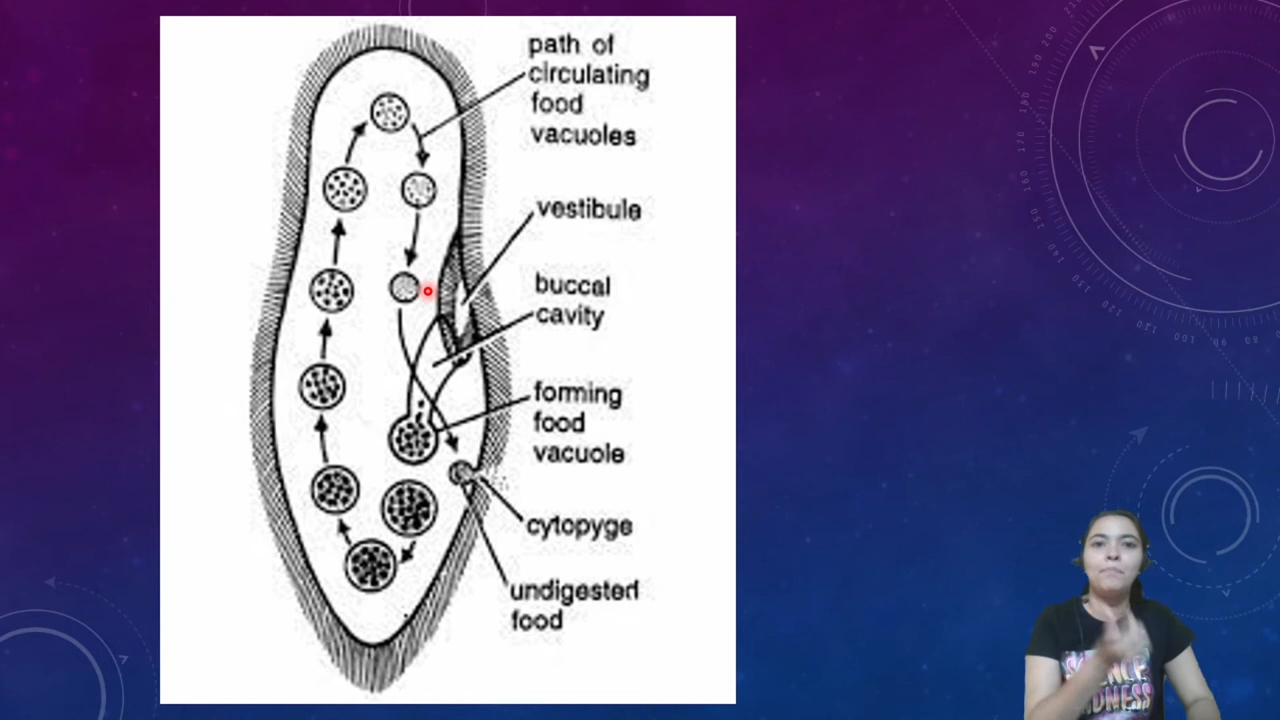 path of
circulating
food
vacuoles
vestibule
buccal
cavity
forming
food
vacuole
cytopyge
undigested
food